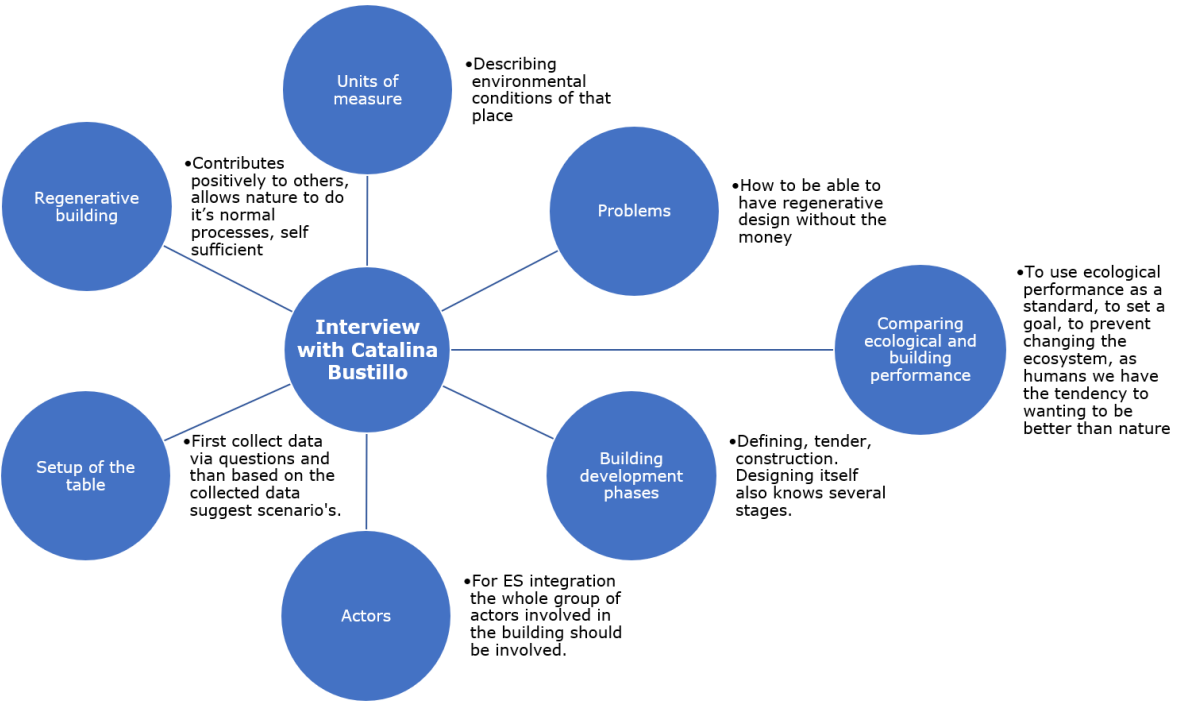 Units of
measure
•Describing
environmental
conditions of that
place
Regenerative
building
•Contributes
positively to others,
allows nature to do
it’s normal
processes, self
sufficient
Problems
•How to be able to
have regenerative
design without the
money
Comparing
ecological and
building
performance
•To use ecological
performance as a
standard, to set a
goal, to prevent
changing the
ecosystem, as
humans we have
the tendency to
wanting to be
better than nature
Interview
with Catalina
Bustillo
Setup of the
table
•First collect data
via questions and
than based on the
collected data
suggest scenario's.
Building
development
phases
•Defining, tender,
construction.
Designing itself
also knows several
stages.
Actors
•For ES integration
the whole group of
actors involved in
the building should
be involved.